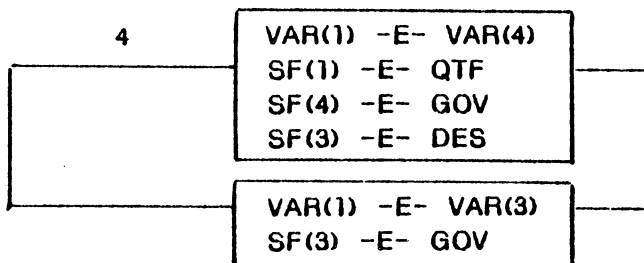 4
VAR(1) -E- VAR(4)
SF(1) -E- QTF
SF(4) -E- GOV
SF(3) -E- DES
VAR(1) -E- VAR(3)
SF(3) -E- GOV